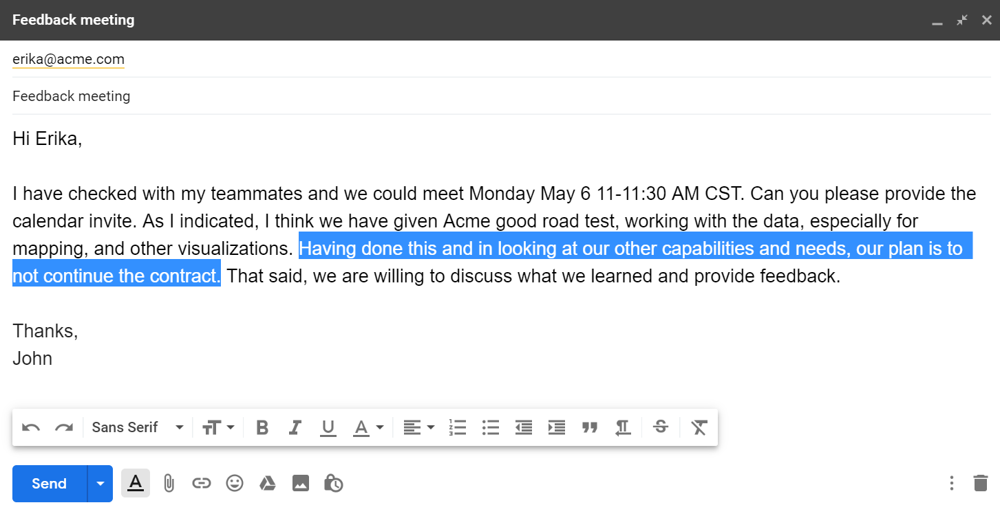 Feedback meeting
erika@acme.com
Feedback meeting
Hi Erika,
I have checked with my teammates and we could meet Monday May 6 11-11:30 AM CST. Can you please provide the
calendar invite. As I indicated, I think we have given Acme good road test, working with the data, especially for
mapping, and other visualizations. Having done this and in looking at our other capabilities and needs, our plan is to
not continue the contract. That said, we are willing to discuss what we learned and provide feedback.
Thanks,
John
Sans Serif
Send